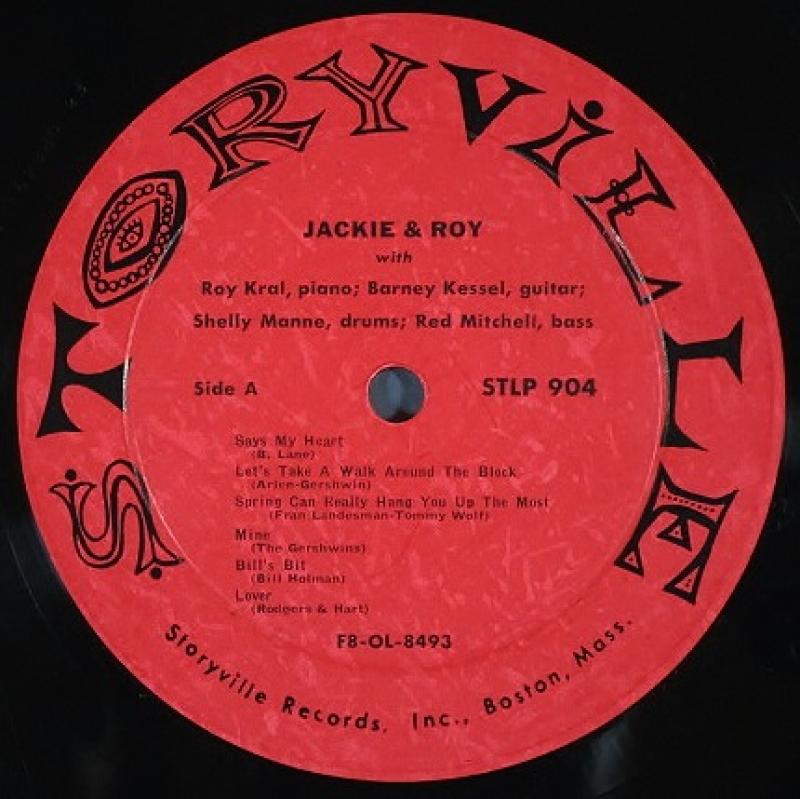 STORYVILLE
JACKIE & ROY
with
Roy Kral, piano; Barney Kessel, guitar;
Shelly Manne, drums; Red Mitchell, bass
Side A STLP 904
Says My Heart
(B. Lane)
Let's Take A Walk Around The Block
(Arlen-Gershwin)
Spring Can Really Hang You Up The Most
(Fran Landesman-Tommy Wolf)
Mine
(The Gershwins)
Bill's Bit
(Bill Holman)
Lover
(Rodgers & Hart)
F8-OL-8493
Storyville Records, Inc., Boston, Mass.